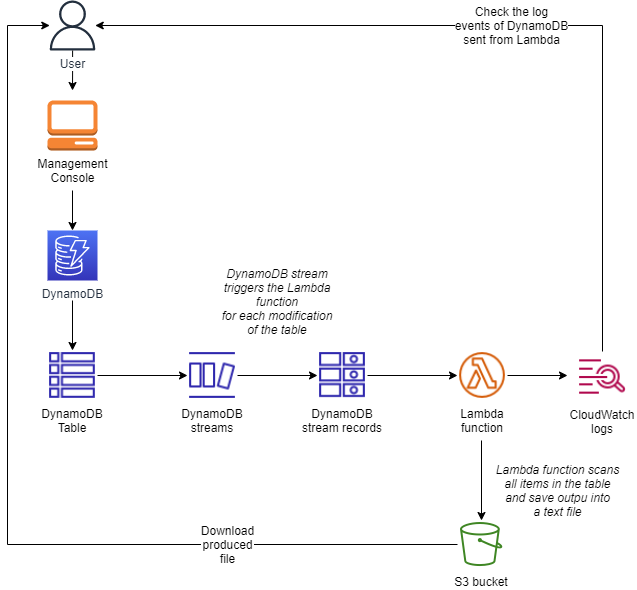 Check the log
events of DynamoDB
sent from Lambda
User
Management
Console
DynamoDB
DynamoDB stream
triggers the Lambda
function
for each modification
of the table
DynamoDB
Table
DynamoDB
streams
DynamoDB
stream records
Lambda
function
CloudWatch
logs
Lambda function scans
all items in the table
and save outpu into
a text file
Download
produced
file
S3 bucket